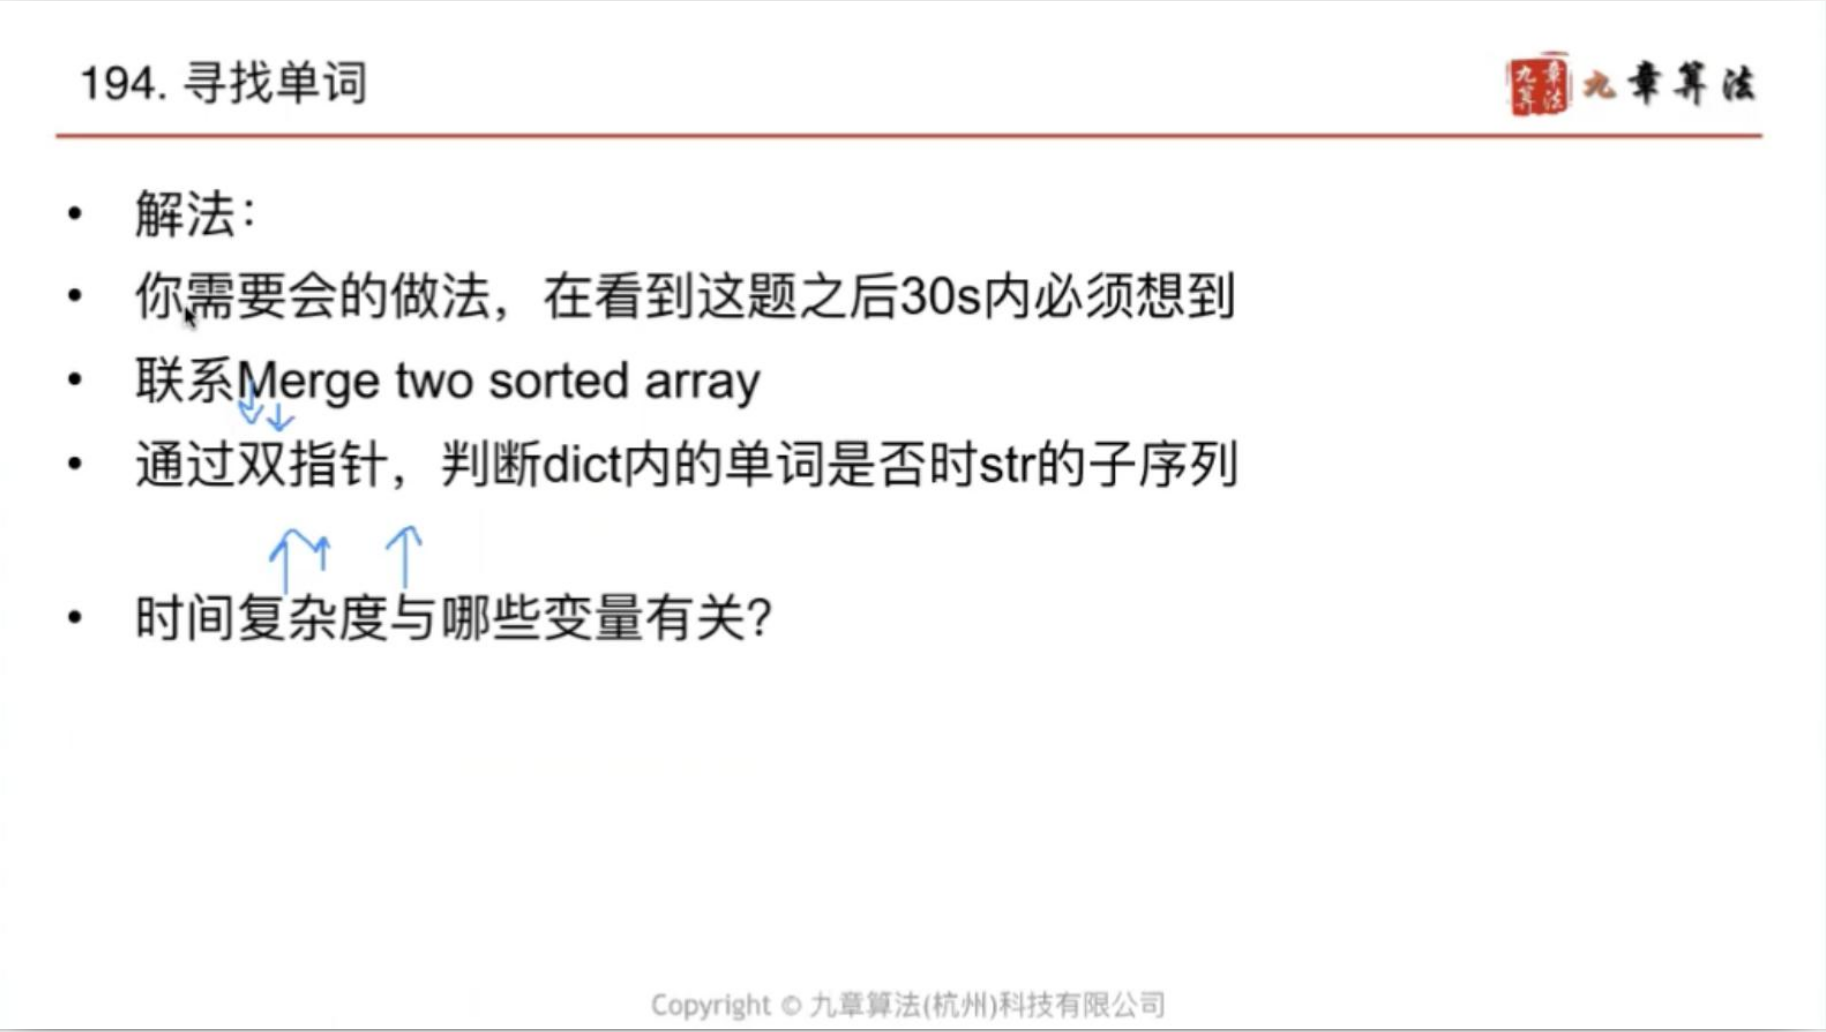 194. 寻找单词
九章算法 九章算法
• 解法：
• 你需要会的做法，在看到这题之后30s内必须想到
• 联系Merge two sorted array
• 通过双指针，判断dict内的单词是否时str的子序列
• 时间复杂度与哪些变量有关？
Copyright © 九章算法(杭州)科技有限公司